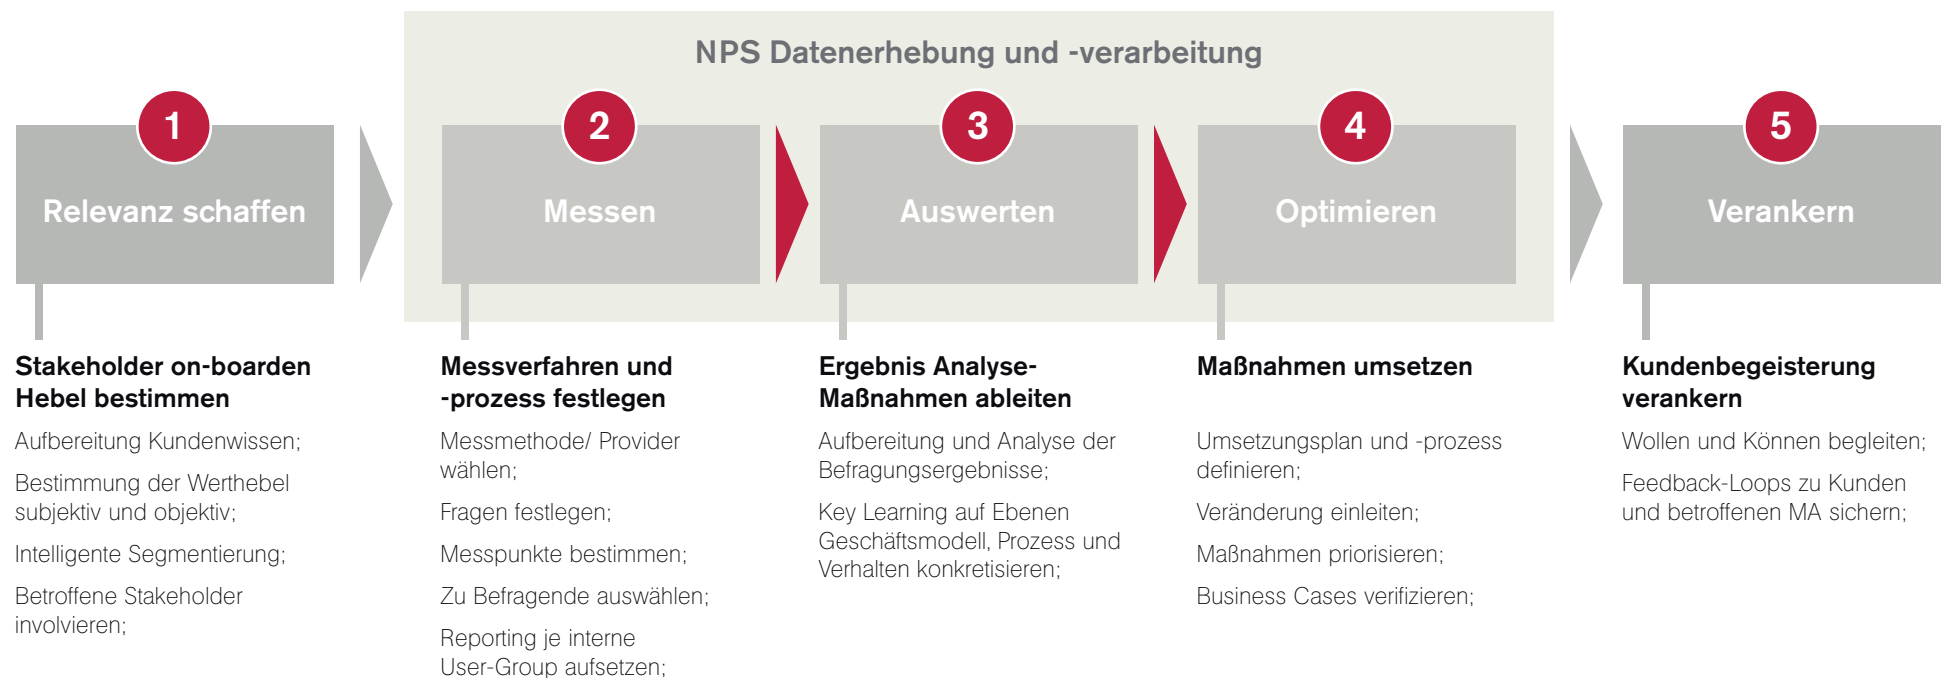 NPS Datenerhebung und -verarbeitung
1
Relevanz schaffen
2
Messen
3
Auswerten
4
Optimieren
5
Verankern
Stakeholder on-boarden
Hebel bestimmen
Aufbereitung Kundenwissen;
Bestimmung der Werthebel
subjektiv und objektiv;
Intelligente Segmentierung;
Betroffene Stakeholder
involvieren;
Messverfahren und
-prozess festlegen
Messmethode/ Provider
wählen;
Fragen festlegen;
Messpunkte bestimmen;
Zu Befragende auswählen;
Reporting je interne
User-Group aufsetzen;
Ergebnis Analyse-
Maßnahmen ableiten
Aufbereitung und Analyse der
Befragungsergebnisse;
Key Learning auf Ebenen
Geschäftsmodell, Prozess und
Verhalten konkretisieren;
Maßnahmen umsetzen
Umsetzungsplan und -prozess
definieren;
Veränderung einleiten;
Maßnahmen priorisieren;
Business Cases verifizieren;
Kundenbegeisterung
verankern
Wollen und Können begleiten;
Feedback-Loops zu Kunden
und betroffenen MA sichern;